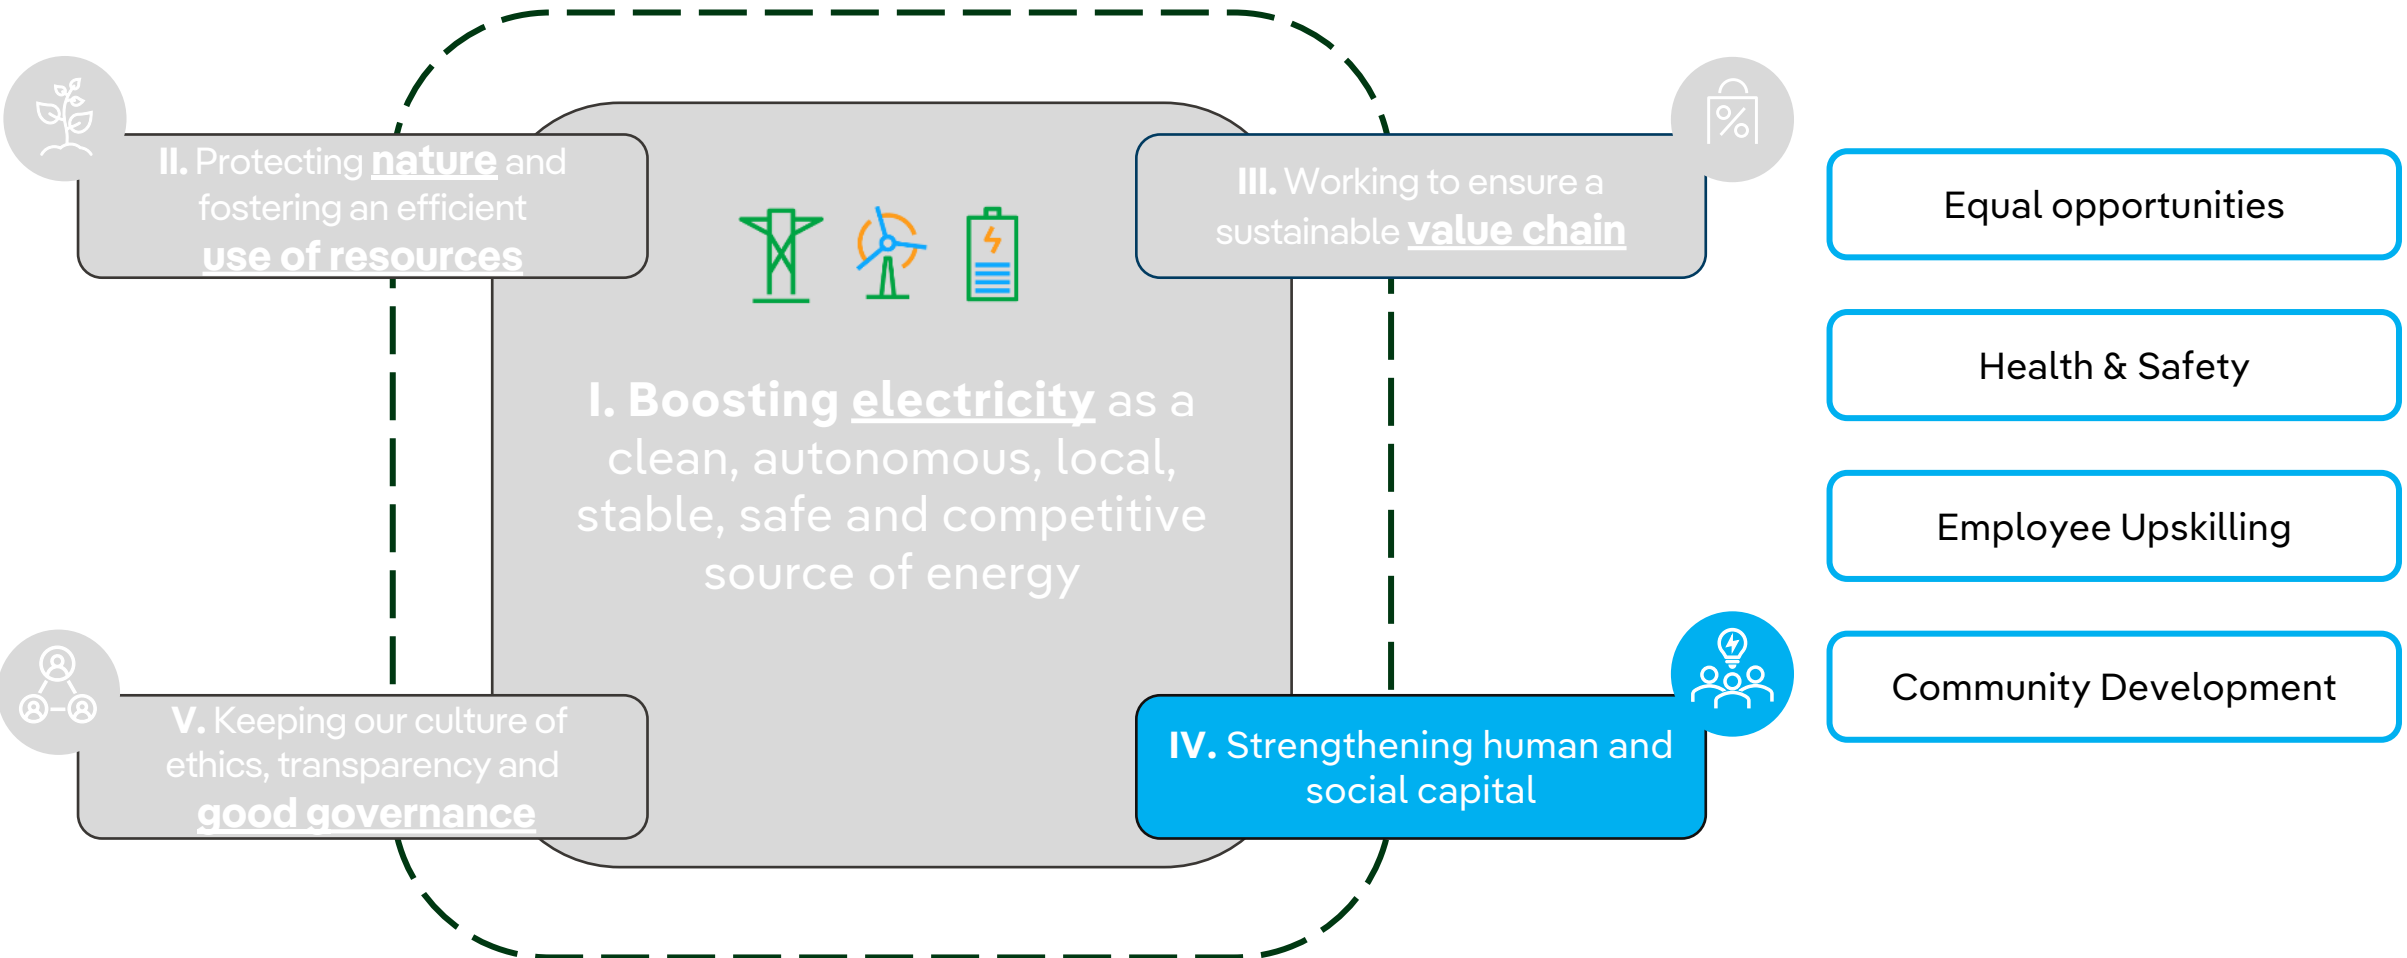 II. Protecting nature and
fostering an efficient
use of resources
III. Working to ensure a
sustainable value chain
I. Boosting electricity as a
clean, autonomous, local,
stable, safe and competitive
source of energy
V. Keeping our culture of
ethics, transparency and
good governance
IV. Strengthening human and
social capital
Equal opportunities
Health & Safety
Employee Upskilling
Community Development